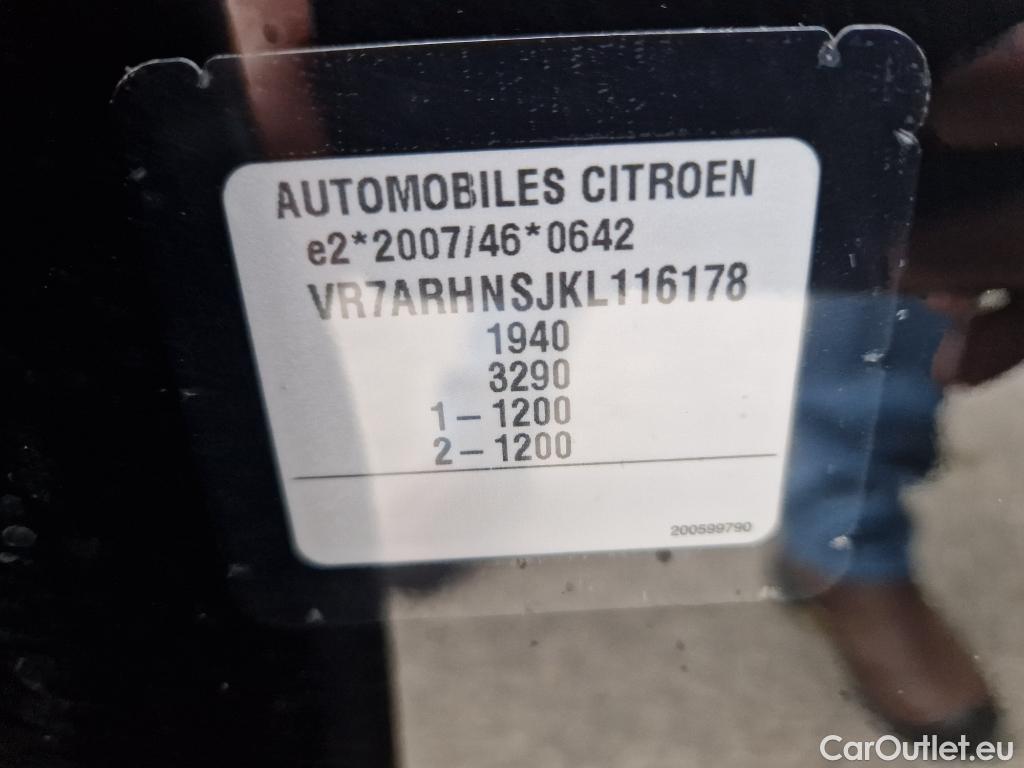 AUTOMOBILES CITROEN
e2*2007/46*0642
VR7ARHNSJKL116178
1940
3290
1 – 1200
2 – 1200
200599790
CarOutlet.eu